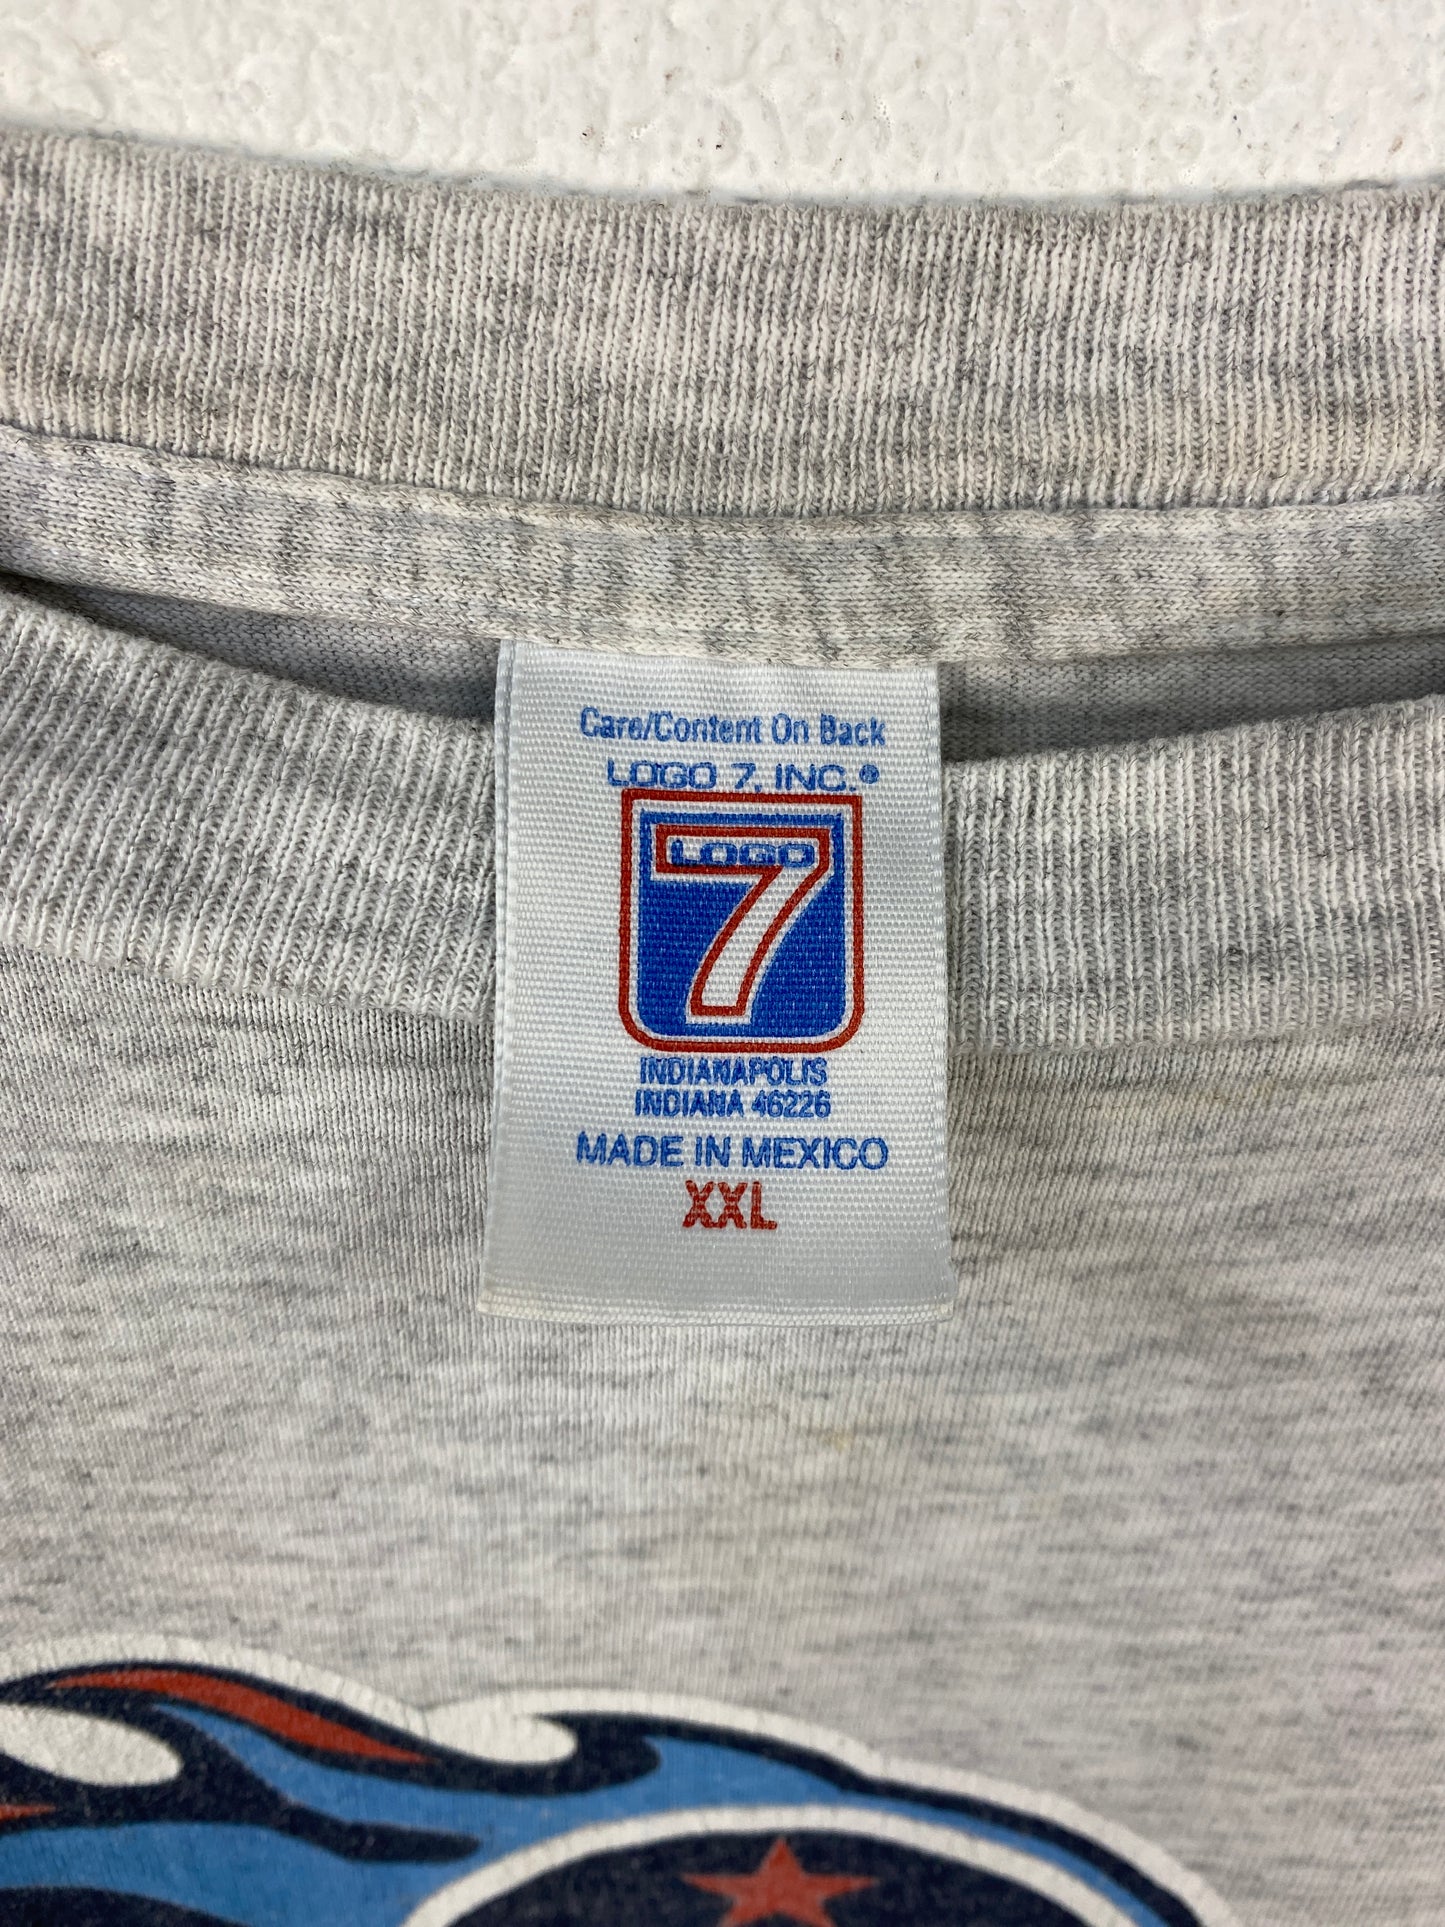 Care/Content On Back
LOGO 7, INC.®
LOGO
7
INDIANAPOLIS
INDIANA 46226
MADE IN MEXICO
XXL